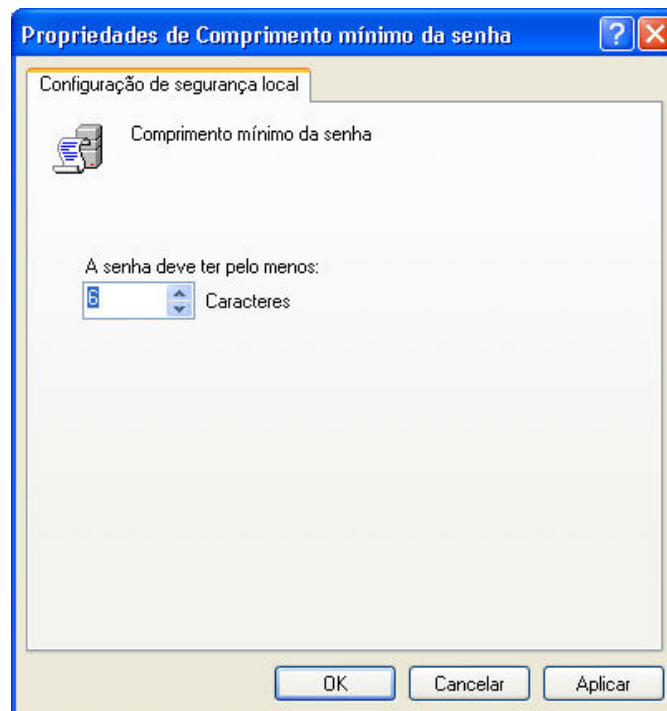 Propriedades de Comprimento mínimo da senha
Configuração de segurança local
Comprimento mínimo da senha
A senha deve ter pelo menos:
6 Caracteres
OK Cancelar Aplicar